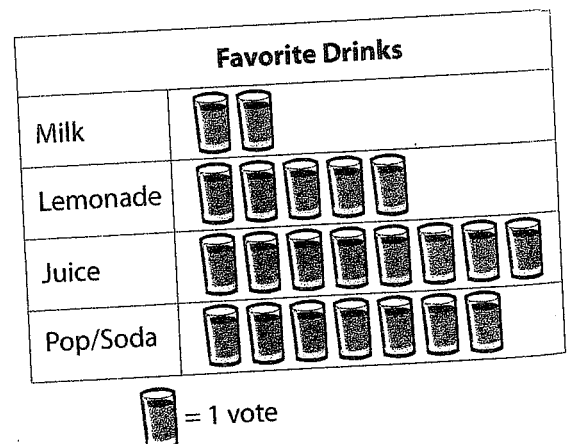 Favorite Drinks
Milk
Lemonade
Juice
Pop/Soda
= 1 vote